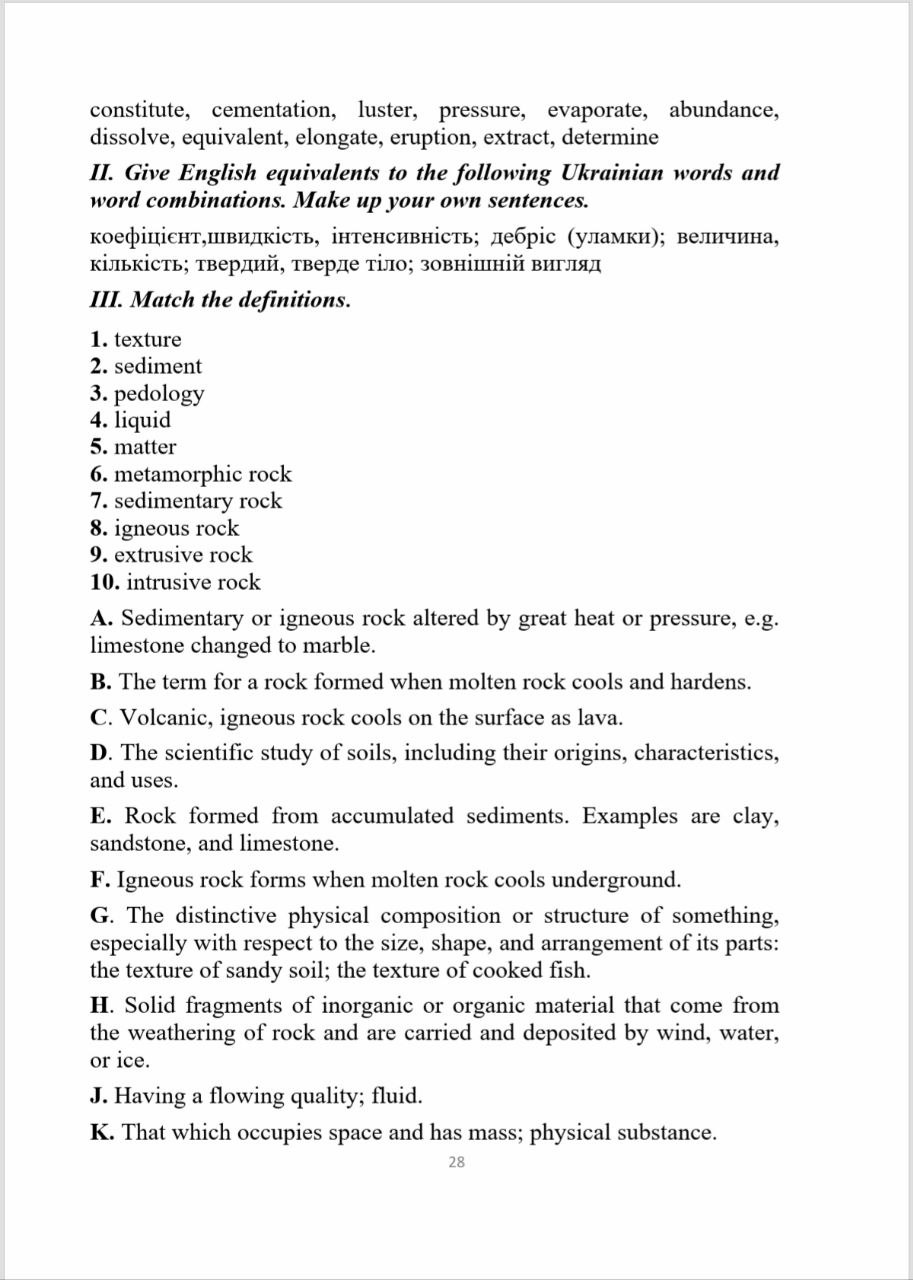 constitute, cementation, luster, pressure, evaporate, abundance,
dissolve, equivalent, elongate, eruption, extract, determine
II. Give English equivalents to the following Ukrainian words and
word combinations. Make up your own sentences.
коефіцієнт,швидкість, інтенсивність; дебріс (уламки); величина,
кількість; твердий, тверде тіло; зовнішній вигляд
III. Match the definitions.
1. texture
2. sediment
3. pedology
4. liquid
5. matter
6. metamorphic rock
7. sedimentary rock
8. igneous rock
9. extrusive rock
10. intrusive rock
A. Sedimentary or igneous rock altered by great heat or pressure, e.g.
limestone changed to marble.
B. The term for a rock formed when molten rock cools and hardens.
C. Volcanic, igneous rock cools on the surface as lava.
D. The scientific study of soils, including their origins, characteristics,
and uses.
E. Rock formed from accumulated sediments. Examples are clay,
sandstone, and limestone.
F. Igneous rock forms when molten rock cools underground.
G. The distinctive physical composition or structure of something,
especially with respect to the size, shape, and arrangement of its parts:
the texture of sandy soil; the texture of cooked fish.
H. Solid fragments of inorganic or organic material that come from
the weathering of rock and are carried and deposited by wind, water,
or ice.
J. Having a flowing quality; fluid.
K. That which occupies space and has mass; physical substance.
28